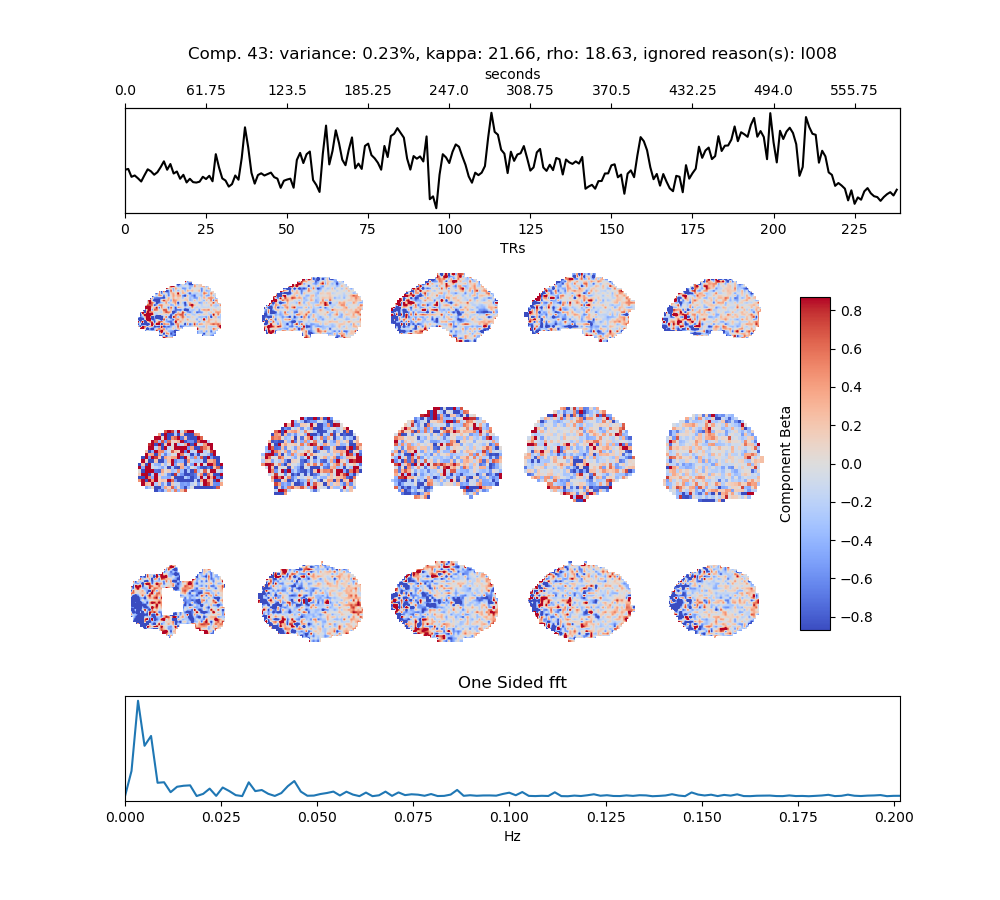 Comp. 43: variance: 0.23%, kappa: 21.66, rho: 18.63, ignored reason(s): I008
seconds
0.0 61.75 123.5 185.25 247.0 308.75 370.5 432.25 494.0 555.75
0 25 50 75 100 125 150 175 200 225
TRs
0.8
0.6
0.4
0.2
0.0
−0.2
−0.4
−0.6
−0.8
Component Beta
One Sided fft
0.000 0.025 0.050 0.075 0.100 0.125 0.150 0.175 0.200
Hz